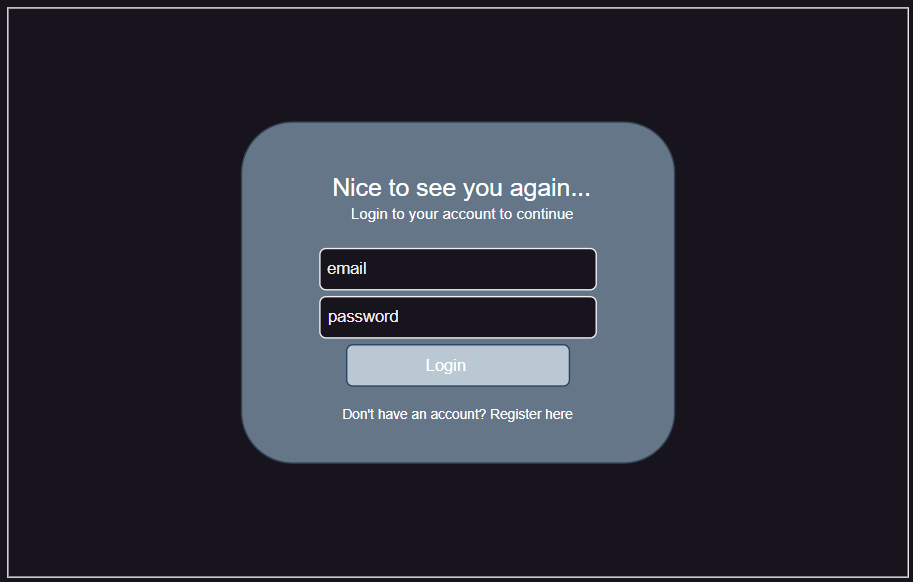 Nice to see you again...
Login to your account to continue
email
password
Login
Don't have an account? Register here